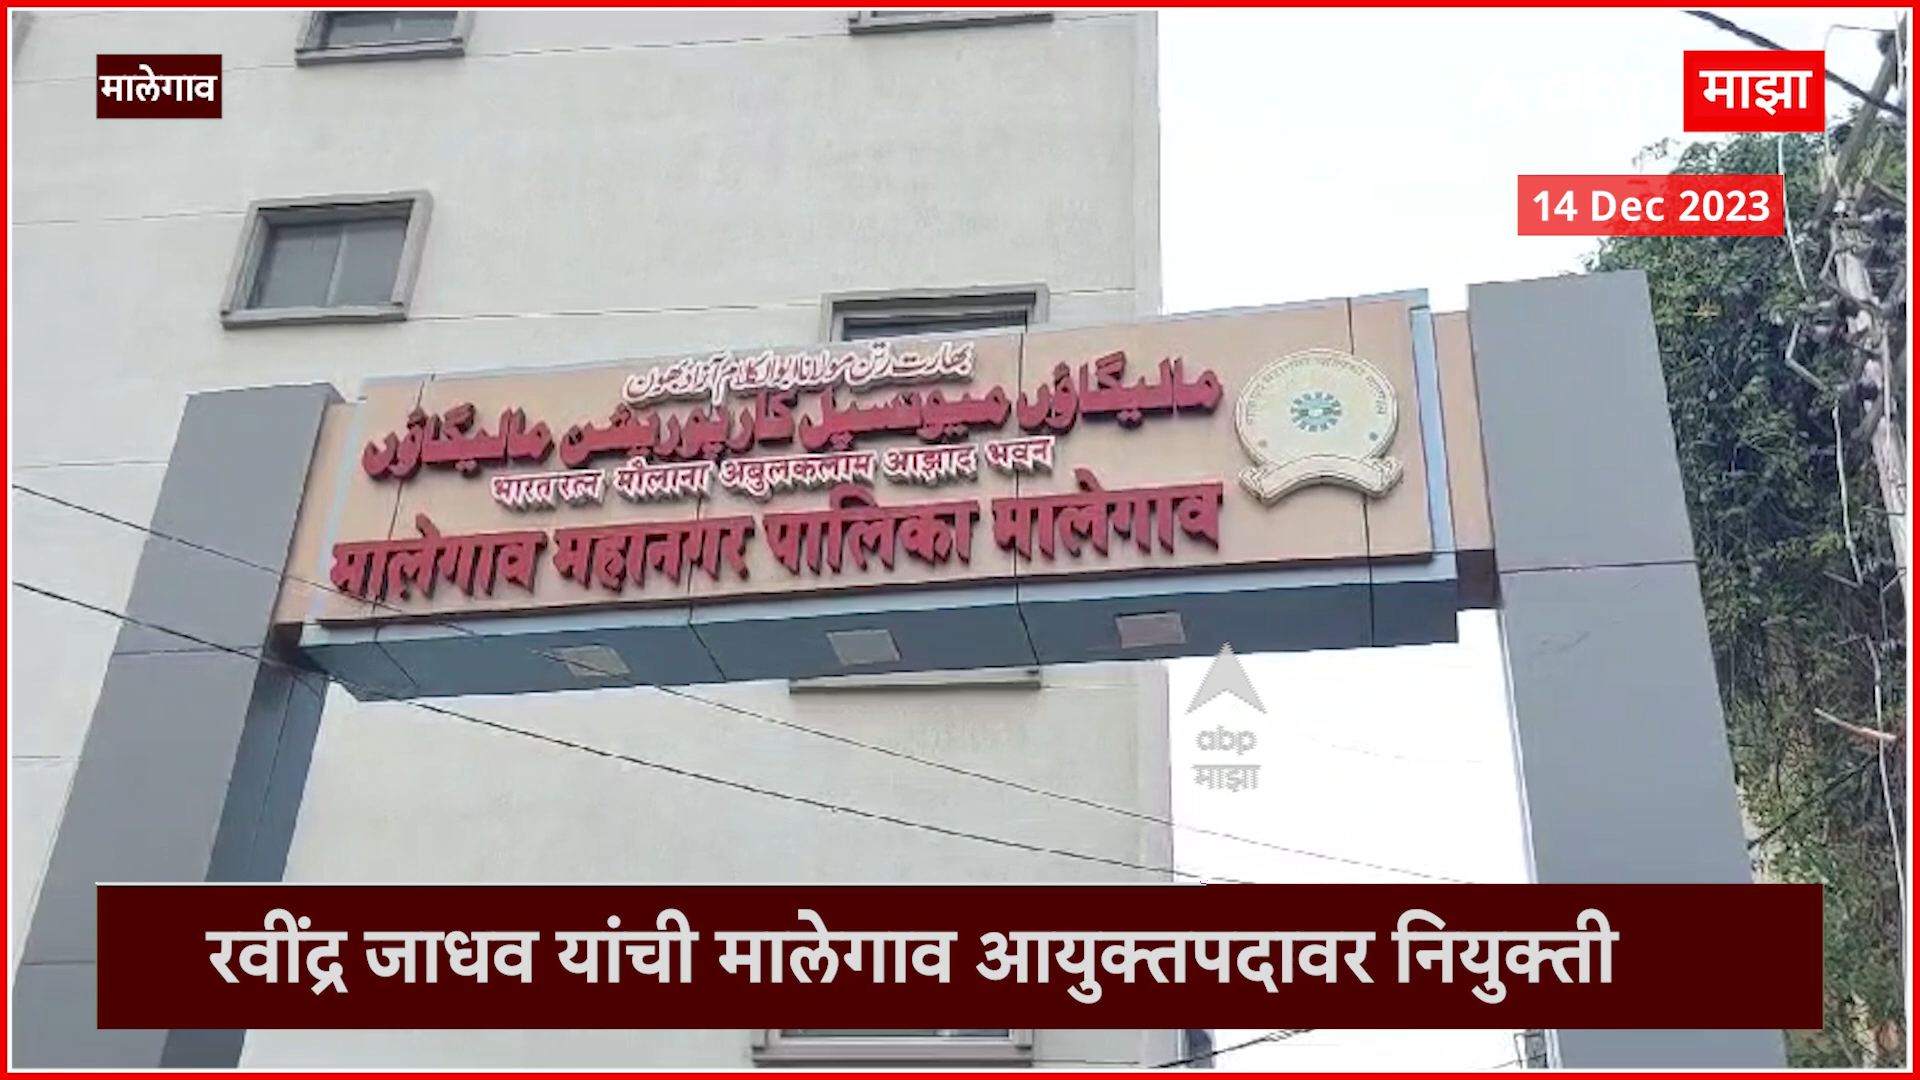 मालेगाव
माझा
14 Dec 2023
بھارت رتن مولانا ابوالکلام آزاد بھون
مالیگاؤں میونسپل کارپوریشن مالیگاؤں
भारतरत्न मौलाना अबुलकलाम आझाद भवन
मालेगाव महानगर पालिका मालेगाव
abp
माझा
रवींद्र जाधव यांची मालेगाव आयुक्तपदावर नियुक्ती